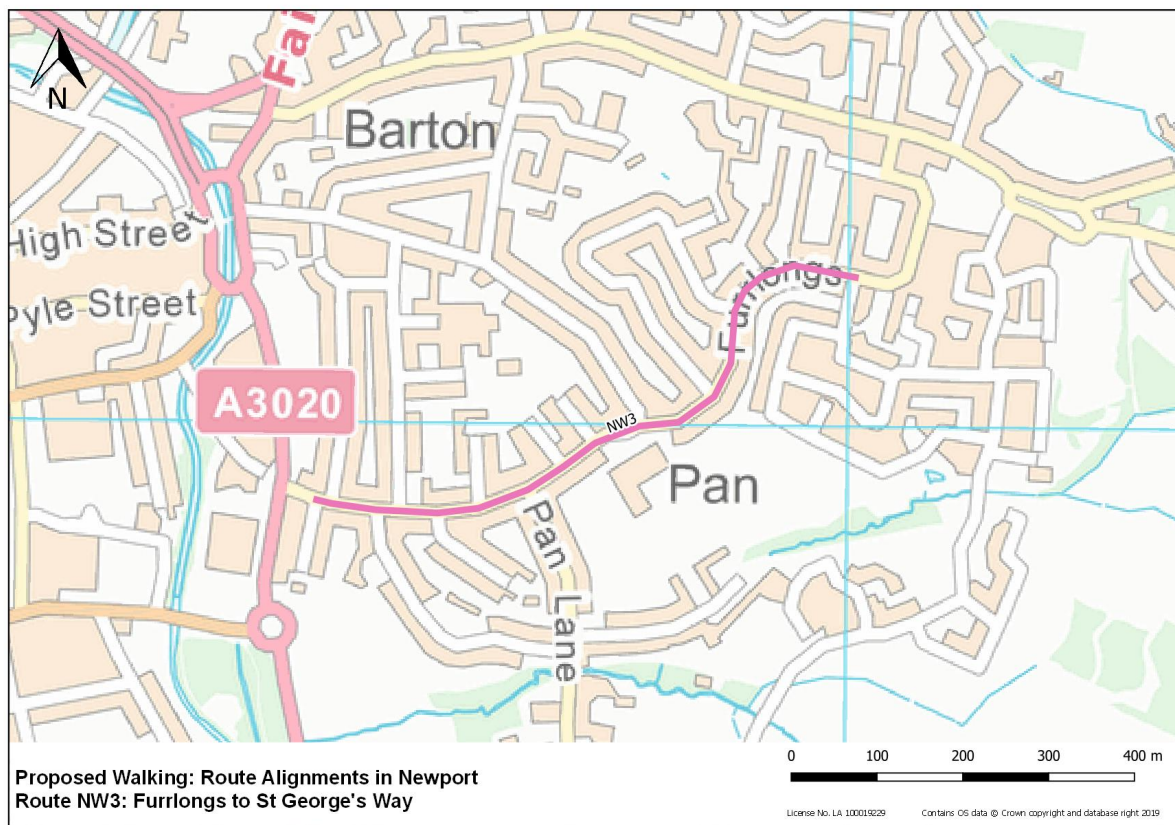 Fai
N
Barton
High Street
Pyle Street
Furrlongs
A3020
NW3
Pan
Pan Lane
0 100 200 300 400 m
Proposed Walking: Route Alignments in Newport
Route NW3: Furrlongs to St George's Way
License No. LA 100019229 Contains OS data © Crown copyright and database right 2019